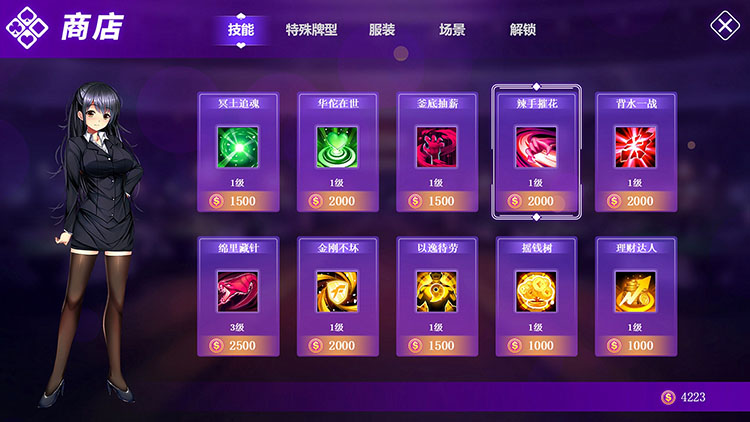 商店
技能 特殊牌型 服装 场景 解锁
冥土追魂 华佗在世 釜底抽薪 辣手摧花 背水一战
1级 1级 1级 1级 1级
1500 2000 1500 2000 2000
绵里藏针 金刚不坏 以逸待劳 摇钱树 理财达人
3级 1级 1级 1级 1级
2500 2000 1500 1000 1000
4223